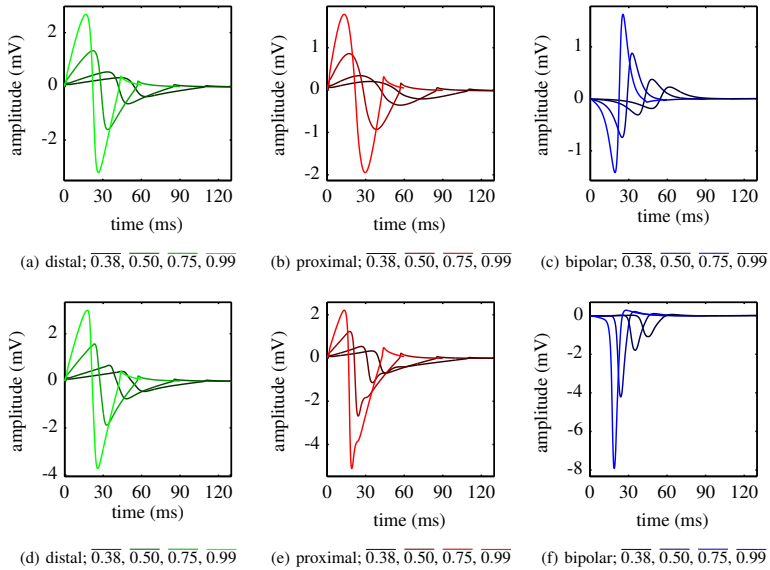 amplitude (mV)
2
0
-2
0 30 60 90 120
time (ms)
(a) distal; 0.38, 0.50, 0.75, 0.99
amplitude (mV)
1
0
-1
-2
0 30 60 90 120
time (ms)
(b) proximal; 0.38, 0.50, 0.75, 0.99
amplitude (mV)
1
0
-1
0 30 60 90 120
time (ms)
(c) bipolar; 0.38, 0.50, 0.75, 0.99
amplitude (mV)
2
0
-2
-4
0 30 60 90 120
time (ms)
(d) distal; 0.38, 0.50, 0.75, 0.99
amplitude (mV)
2
0
-2
-4
0 30 60 90 120
time (ms)
(e) proximal; 0.38, 0.50, 0.75, 0.99
amplitude (mV)
0
-2
-4
-6
-8
0 30 60 90 120
time (ms)
(f) bipolar; 0.38, 0.50, 0.75, 0.99